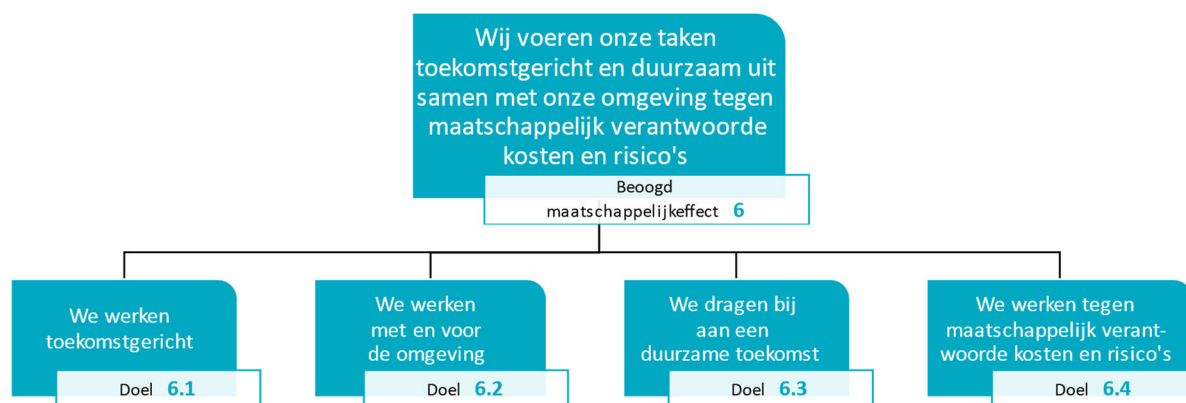 Wij voeren onze taken
toekomstgericht en duurzaam uit
samen met onze omgeving tegen
maatschappelijk verantwoorde
kosten en risico's
Beoogd
maatschappelijkeffect 6
We werken
toekomstgericht
Doel 6.1
We werken
met en voor
de omgeving
Doel 6.2
We dragen bij
aan een
duurzame toekomst
Doel 6.3
We werken tegen
maatschappelijk verant-
woorde kosten en risico's
Doel 6.4